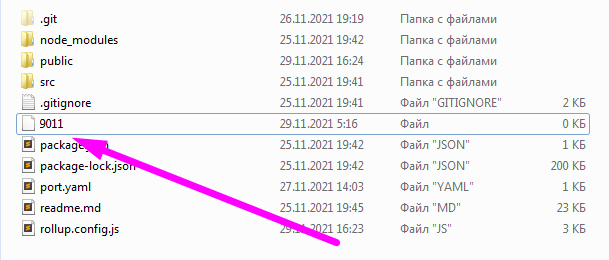 .git 26.11.2021 19:19 Папка с файлами
node_modules 25.11.2021 19:42 Папка с файлами
public 29.11.2021 16:24 Папка с файлами
src 25.11.2021 19:41 Папка с файлами
.gitignore 25.11.2021 19:41 Файл "GITIGNORE" 2 КБ
9011 29.11.2021 5:16 Файл 0 КБ
25.11.2021 19:42 Файл "JSON" 1 КБ
package-lock.json 25.11.2021 19:42 Файл "JSON" 200 КБ
port.yaml 27.11.2021 14:03 Файл "YAML" 1 КБ
readme.md 25.11.2021 19:45 Файл "MD" 23 КБ
rollup.config.js 29.11.2021 16:23 Файл "JS" 3 КБ